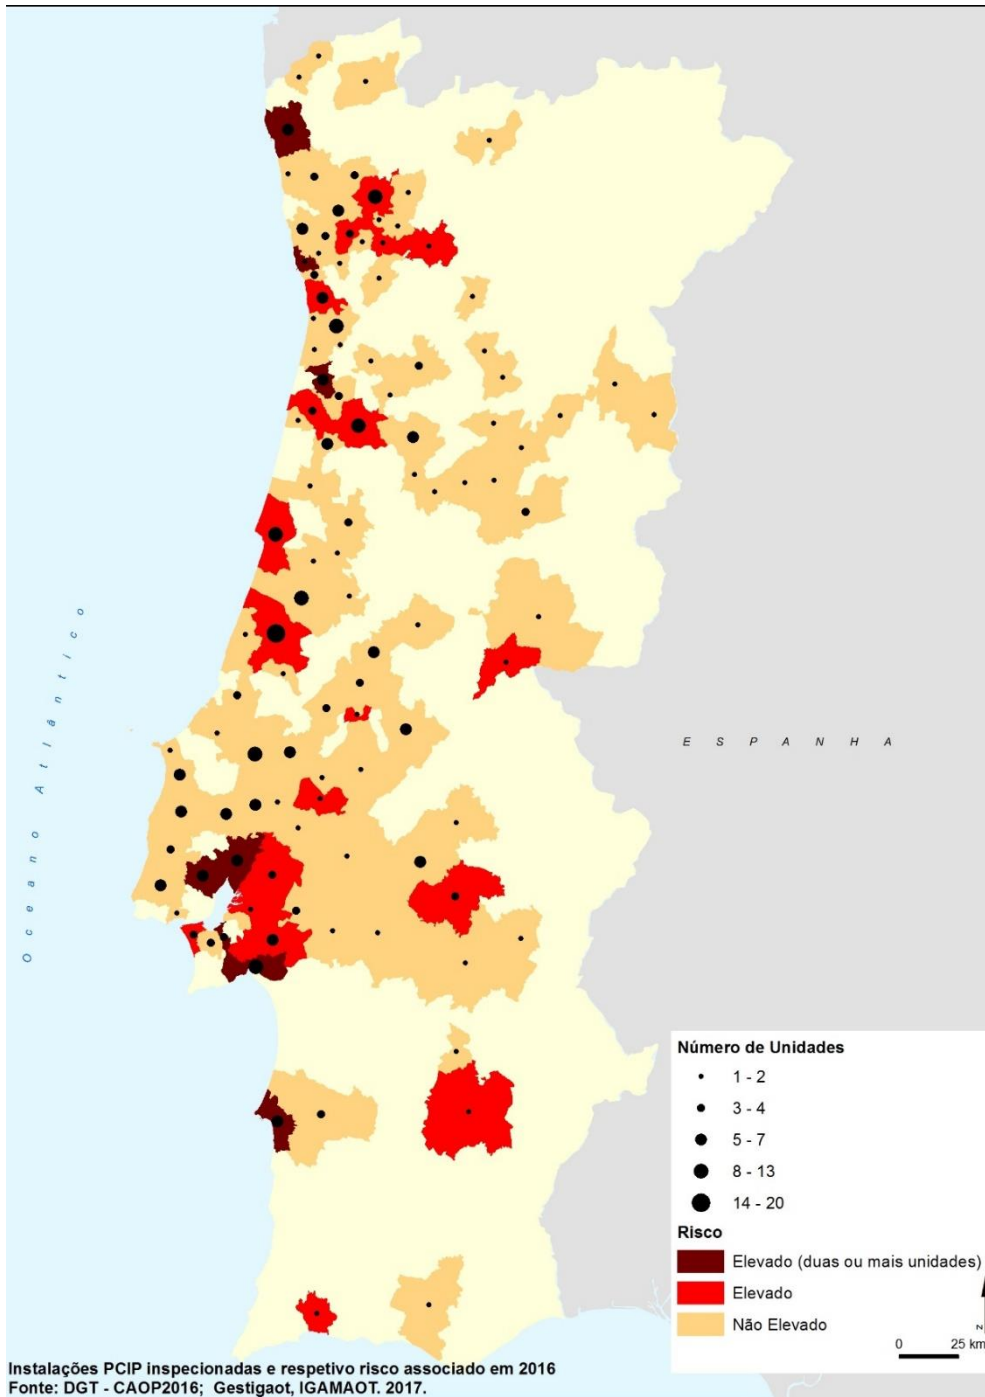 Oceano Atlântico
ESPANHA
Número de Unidades
1 - 2
3 - 4
5 - 7
8 - 13
14 - 20
Risco
Elevado (duas ou mais unidades)
Elevado
Não Elevado
N
0 25 km
Instalações PCIP inspecionadas e respetivo risco associado em 2016
Fonte: DGT - CAOP2016; Gestigaot, IGAMAOT. 2017.